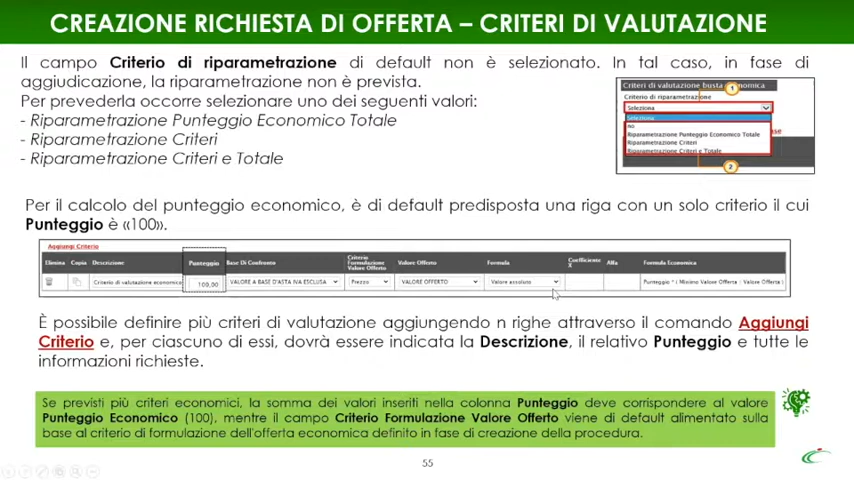 CREAZIONE RICHIESTA DI OFFERTA – CRITERI DI VALUTAZIONE
Il campo Criterio di riparametrazione di default non è selezionato. In tal caso, in fase di
aggiudicazione, la riparametrazione non è prevista.
Per prevederla occorre selezionare uno dei seguenti valori:
- Riparametrazione Punteggio Economico Totale
- Riparametrazione Criteri
- Riparametrazione Criteri e Totale
Criteri di valutazione busta economica
1
Criterio di riparametrazione
Seleziona
Seleziona
no
Riparametrazione Punteggio Economico Totale
Riparametrazione Criteri
Riparametrazione Criteri e Totale
2
Per il calcolo del punteggio economico, è di default predisposta una riga con un solo criterio il cui
Punteggio è «100».
Aggiungi Criterio
Elimina Copia Descrizione Punteggio Base Di Confronto Criterio Formulazione Valore Offerto Valore Offerto Formula Coefficiente X Alfa Formula Economica
Criterio di valutazione economico 100,00 VALORE A BASE D'ASTA IVA ESCLUSA Prezzo VALORE OFFERTO Valore assoluto Punteggio * ( Minimo Valore Offerta / Valore Offerta )
È possibile definire più criteri di valutazione aggiungendo n righe attraverso il comando Aggiungi
Criterio e, per ciascuno di essi, dovrà essere indicata la Descrizione, il relativo Punteggio e tutte le
informazioni richieste.
Se previsti più criteri economici, la somma dei valori inseriti nella colonna Punteggio deve corrispondere al valore
Punteggio Economico (100), mentre il campo Criterio Formulazione Valore Offerto viene di default alimentato sulla
base al criterio di formulazione dell'offerta economica definito in fase di creazione della procedura.
55